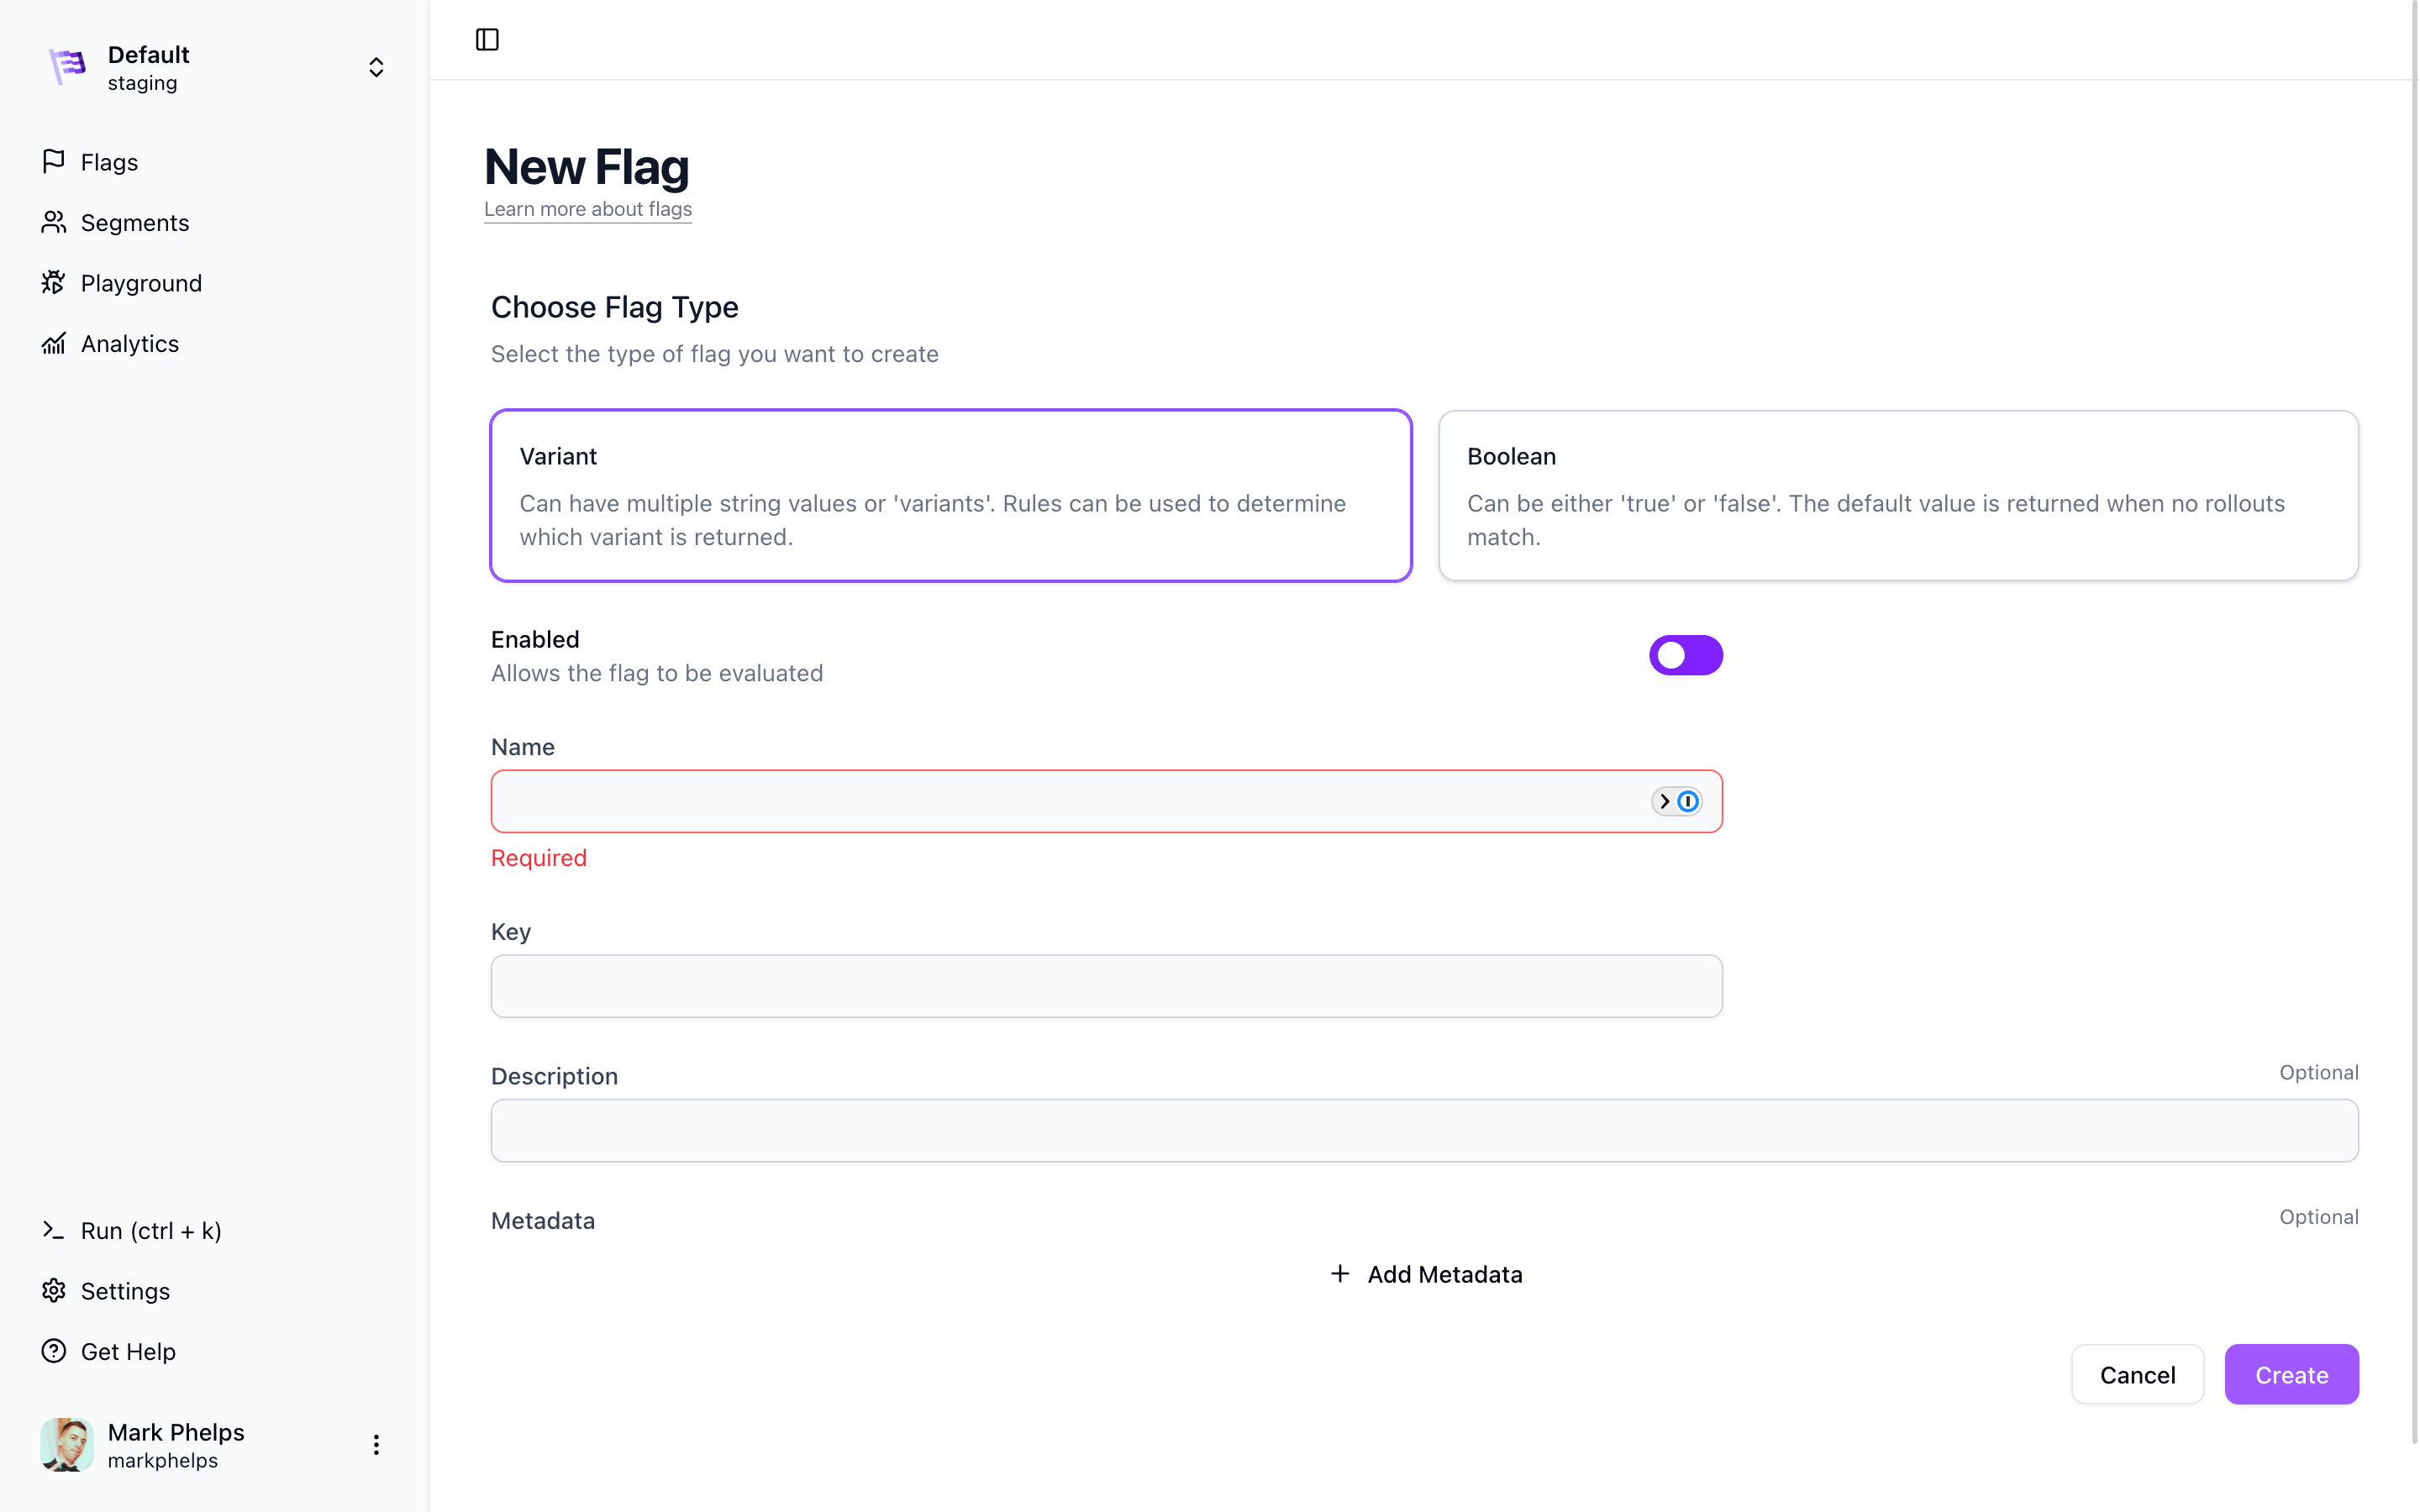 Default
staging
Flags
Segments
Playground
Analytics
Run (ctrl + k)
Settings
Get Help
Mark Phelps
markphelps
New Flag
Learn more about flags
Choose Flag Type
Select the type of flag you want to create
Variant
Can have multiple string values or 'variants'. Rules can be used to determine
which variant is returned.
Boolean
Can be either 'true' or 'false'. The default value is returned when no rollouts
match.
Enabled
Allows the flag to be evaluated
Name
Required
Key
Description
Optional
Metadata
Optional
Add Metadata
Cancel
Create